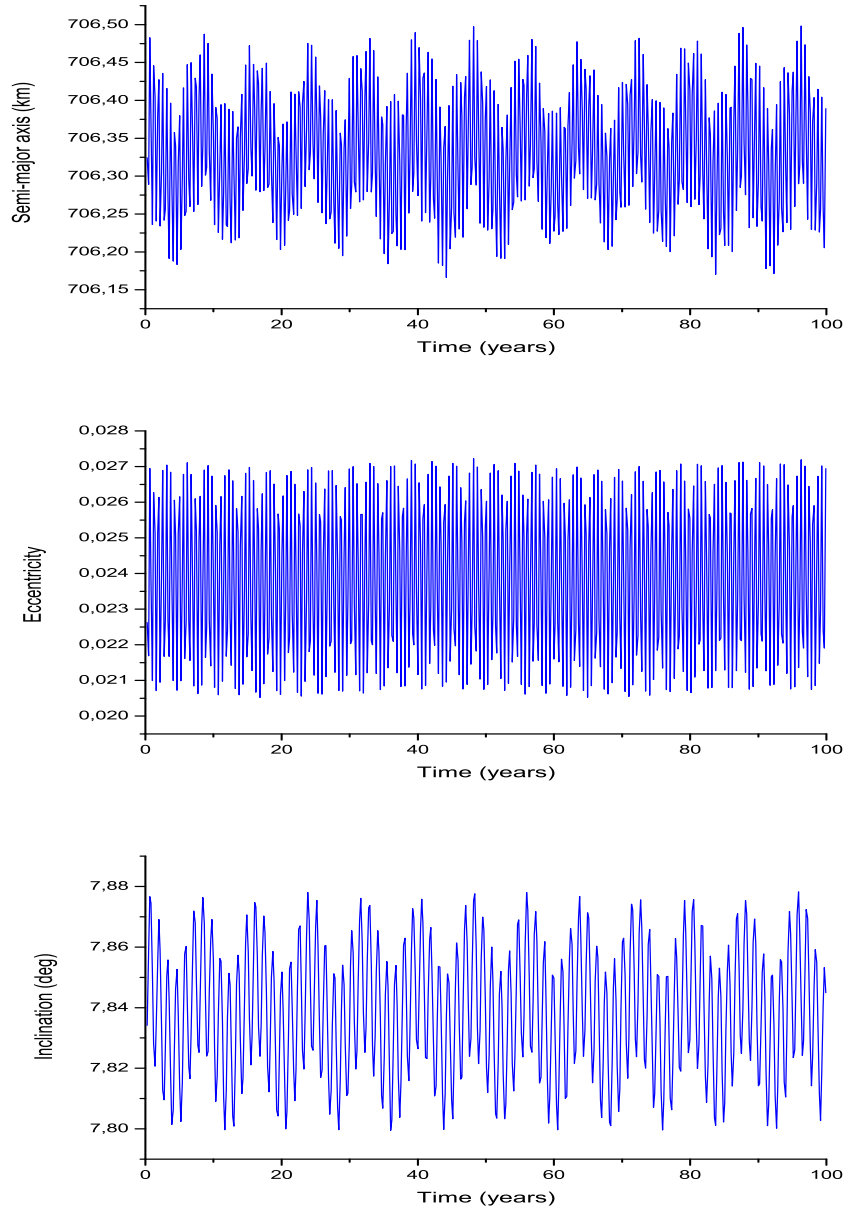 Semi-major axis (km)
706,50
706,45
706,40
706,35
706,30
706,25
706,20
706,15
0 20 40 60 80 100
Time (years)
Eccentricity
0,028
0,027
0,026
0,025
0,024
0,023
0,022
0,021
0,020
0 20 40 60 80 100
Time (years)
Inclination (deg)
7,88
7,86
7,84
7,82
7,80
0 20 40 60 80 100
Time (years)